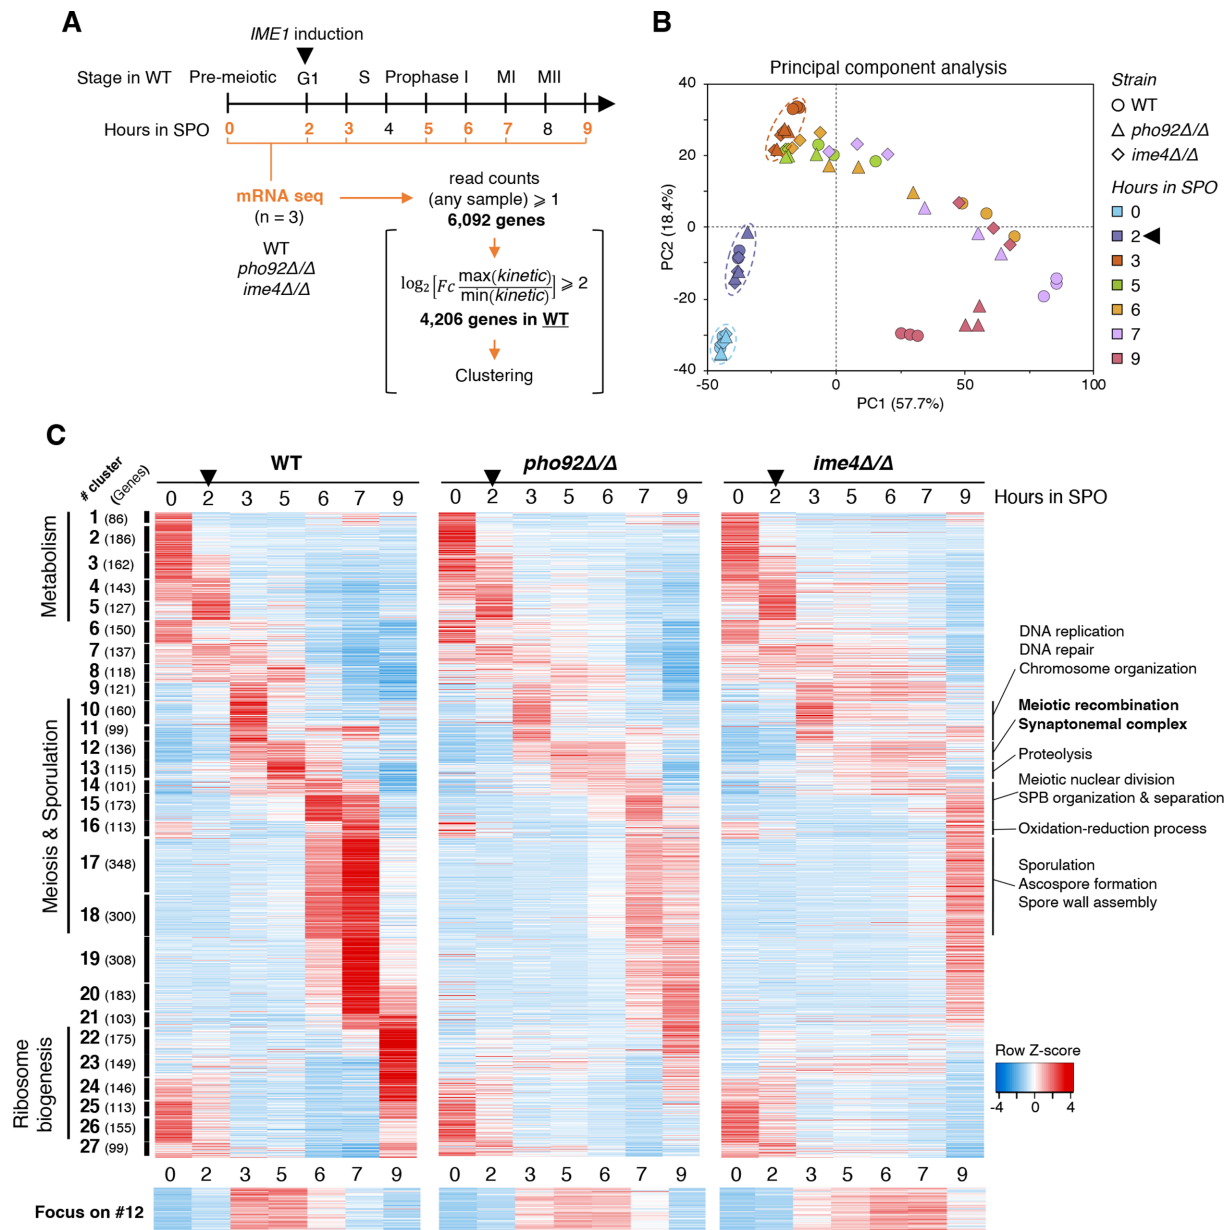 A
IME1 induction
Stage in WT Pre-meiotic G1 S Prophase I MI MII
Hours in SPO 0 2 3 4 5 6 7 8 9
mRNA seq
(n = 3)
WT
pho92Δ/Δ
ime4Δ/Δ
read counts
(any sample) ⩾ 1
6,092 genes
log2 [Fc max(kinetic)/min(kinetic)] ⩾ 2
4,206 genes in WT
Clustering
B
Principal component analysis
PC2 (18.4%)
40
20
0
-20
-40
-50 0 50 100
PC1 (57.7%)
Strain
WT
pho92Δ/Δ
ime4Δ/Δ
Hours in SPO
0
2
3
5
6
7
9
C
# cluster
(Genes)
WT pho92Δ/Δ ime4Δ/Δ
0 2 3 5 6 7 9 0 2 3 5 6 7 9 0 2 3 5 6 7 9 Hours in SPO
Metabolism
Meiosis & Sporulation
Ribosome
biogenesis
1 (86)
2 (186)
3 (162)
4 (143)
5 (127)
6 (150)
7 (137)
8 (118)
9 (121)
10 (160)
11 (99)
12 (136)
13 (115)
14 (101)
15 (173)
16 (113)
17 (348)
18 (300)
19 (308)
20 (183)
21 (103)
22 (175)
23 (149)
24 (146)
25 (113)
26 (155)
27 (99)
DNA replication
DNA repair
Chromosome organization
Meiotic recombination
Synaptonemal complex
Proteolysis
Meiotic nuclear division
SPB organization & separation
Oxidation-reduction process
Sporulation
Ascospore formation
Spore wall assembly
Row Z-score
-4 0 4
0 2 3 5 6 7 9 0 2 3 5 6 7 9 0 2 3 5 6 7 9
Focus on #12